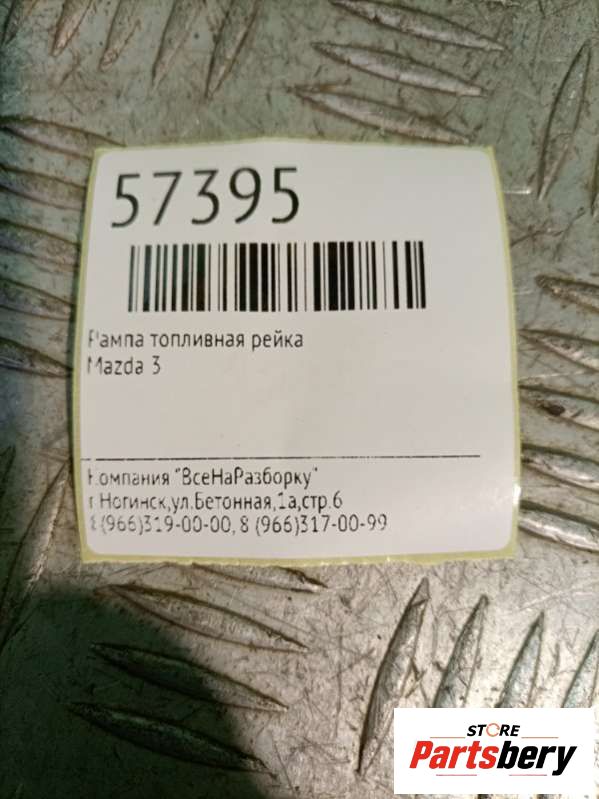 57395
Рампа топливная рейка
Mazda 3
Компания "ВсеНаРазборку"
г.Ногинск,ул.Бетонная,1а,стр.6
8(966)319-00-00, 8 (966)317-00-99
STORE
Partsbery